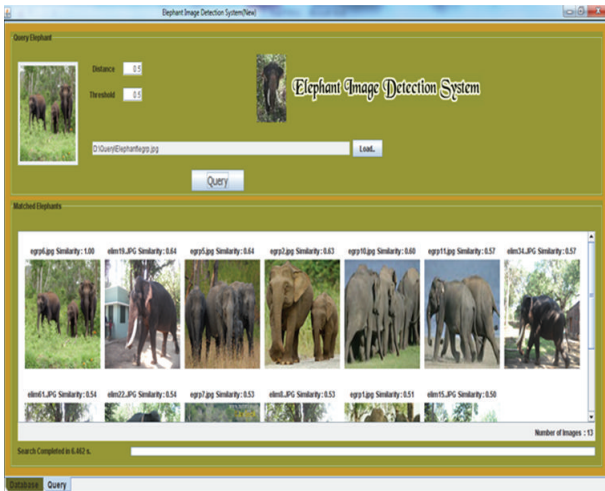 Elephant Image Detection System(New)
Query Elephant
Distance 0.5
Threshold 0.5
Elephant Image Detection System
D:\Query\Elephant\egrp.jpg Load..
Query
Matched Elephants
egrp6.jpg Similarity : 1.00 elim19.JPG Similarity : 0.64 egrp5.jpg Similarity : 0.64 egrp2.jpg Similarity : 0.63 egrp10.jpg Similarity : 0.60 egrp11.jpg Similarity : 0.57 elim34.JPG Similarity : 0.57
elim61.JPG Similarity : 0.54 elim22.JPG Similarity : 0.54 egrp7.jpg Similarity : 0.53 elim8.JPG Similarity : 0.53 egrp1.jpg Similarity : 0.51 elim15.JPG Similarity : 0.50
Number of Images : 13
Search Completed in 6.462 s.
Database Query